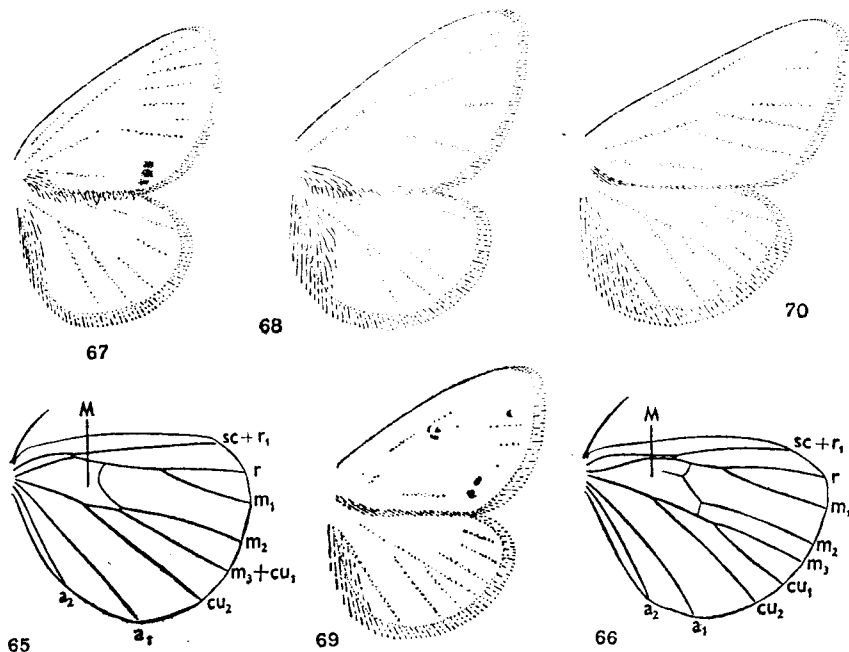 67
68
70
M
sc+r₁
r
m₁
m₂
m₃+cu₁
cu₂
a₁
a₂
65
69
M
sc+r₁
r
m₁
m₂
m₃
cu₁
cu₂
a₁
a₂
66